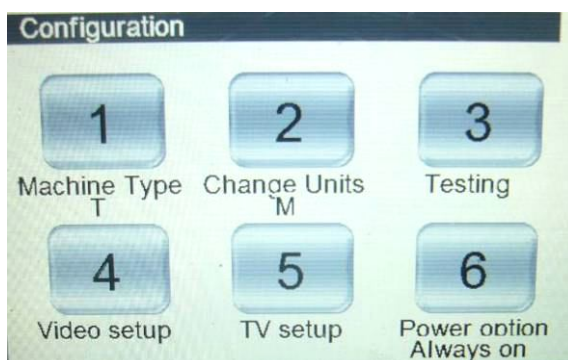 Configuration
1 2 3
Machine Type Change Units Testing
T M
4 5 6
Video setup TV setup Power option
Always on